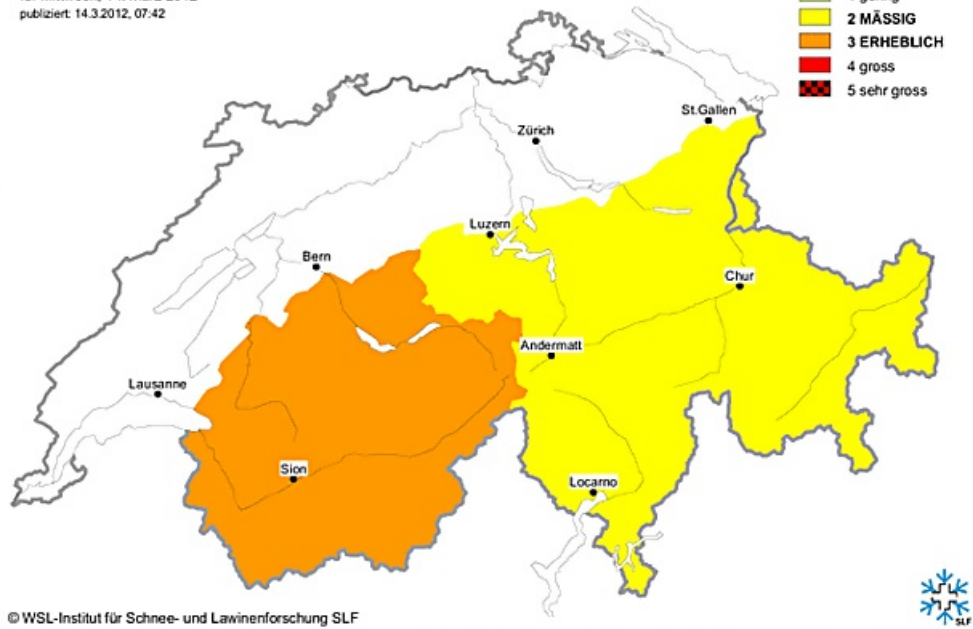 publiziert: 14.3.2012, 07:42
2 MÄSSIG
3 ERHEBLICH
4 gross
5 sehr gross
St.Gallen
Zürich
Luzern
Bern
Chur
Andermatt
Lausanne
Sion
Locarno
© WSL-Institut für Schnee- und Lawinenforschung SLF
SLF